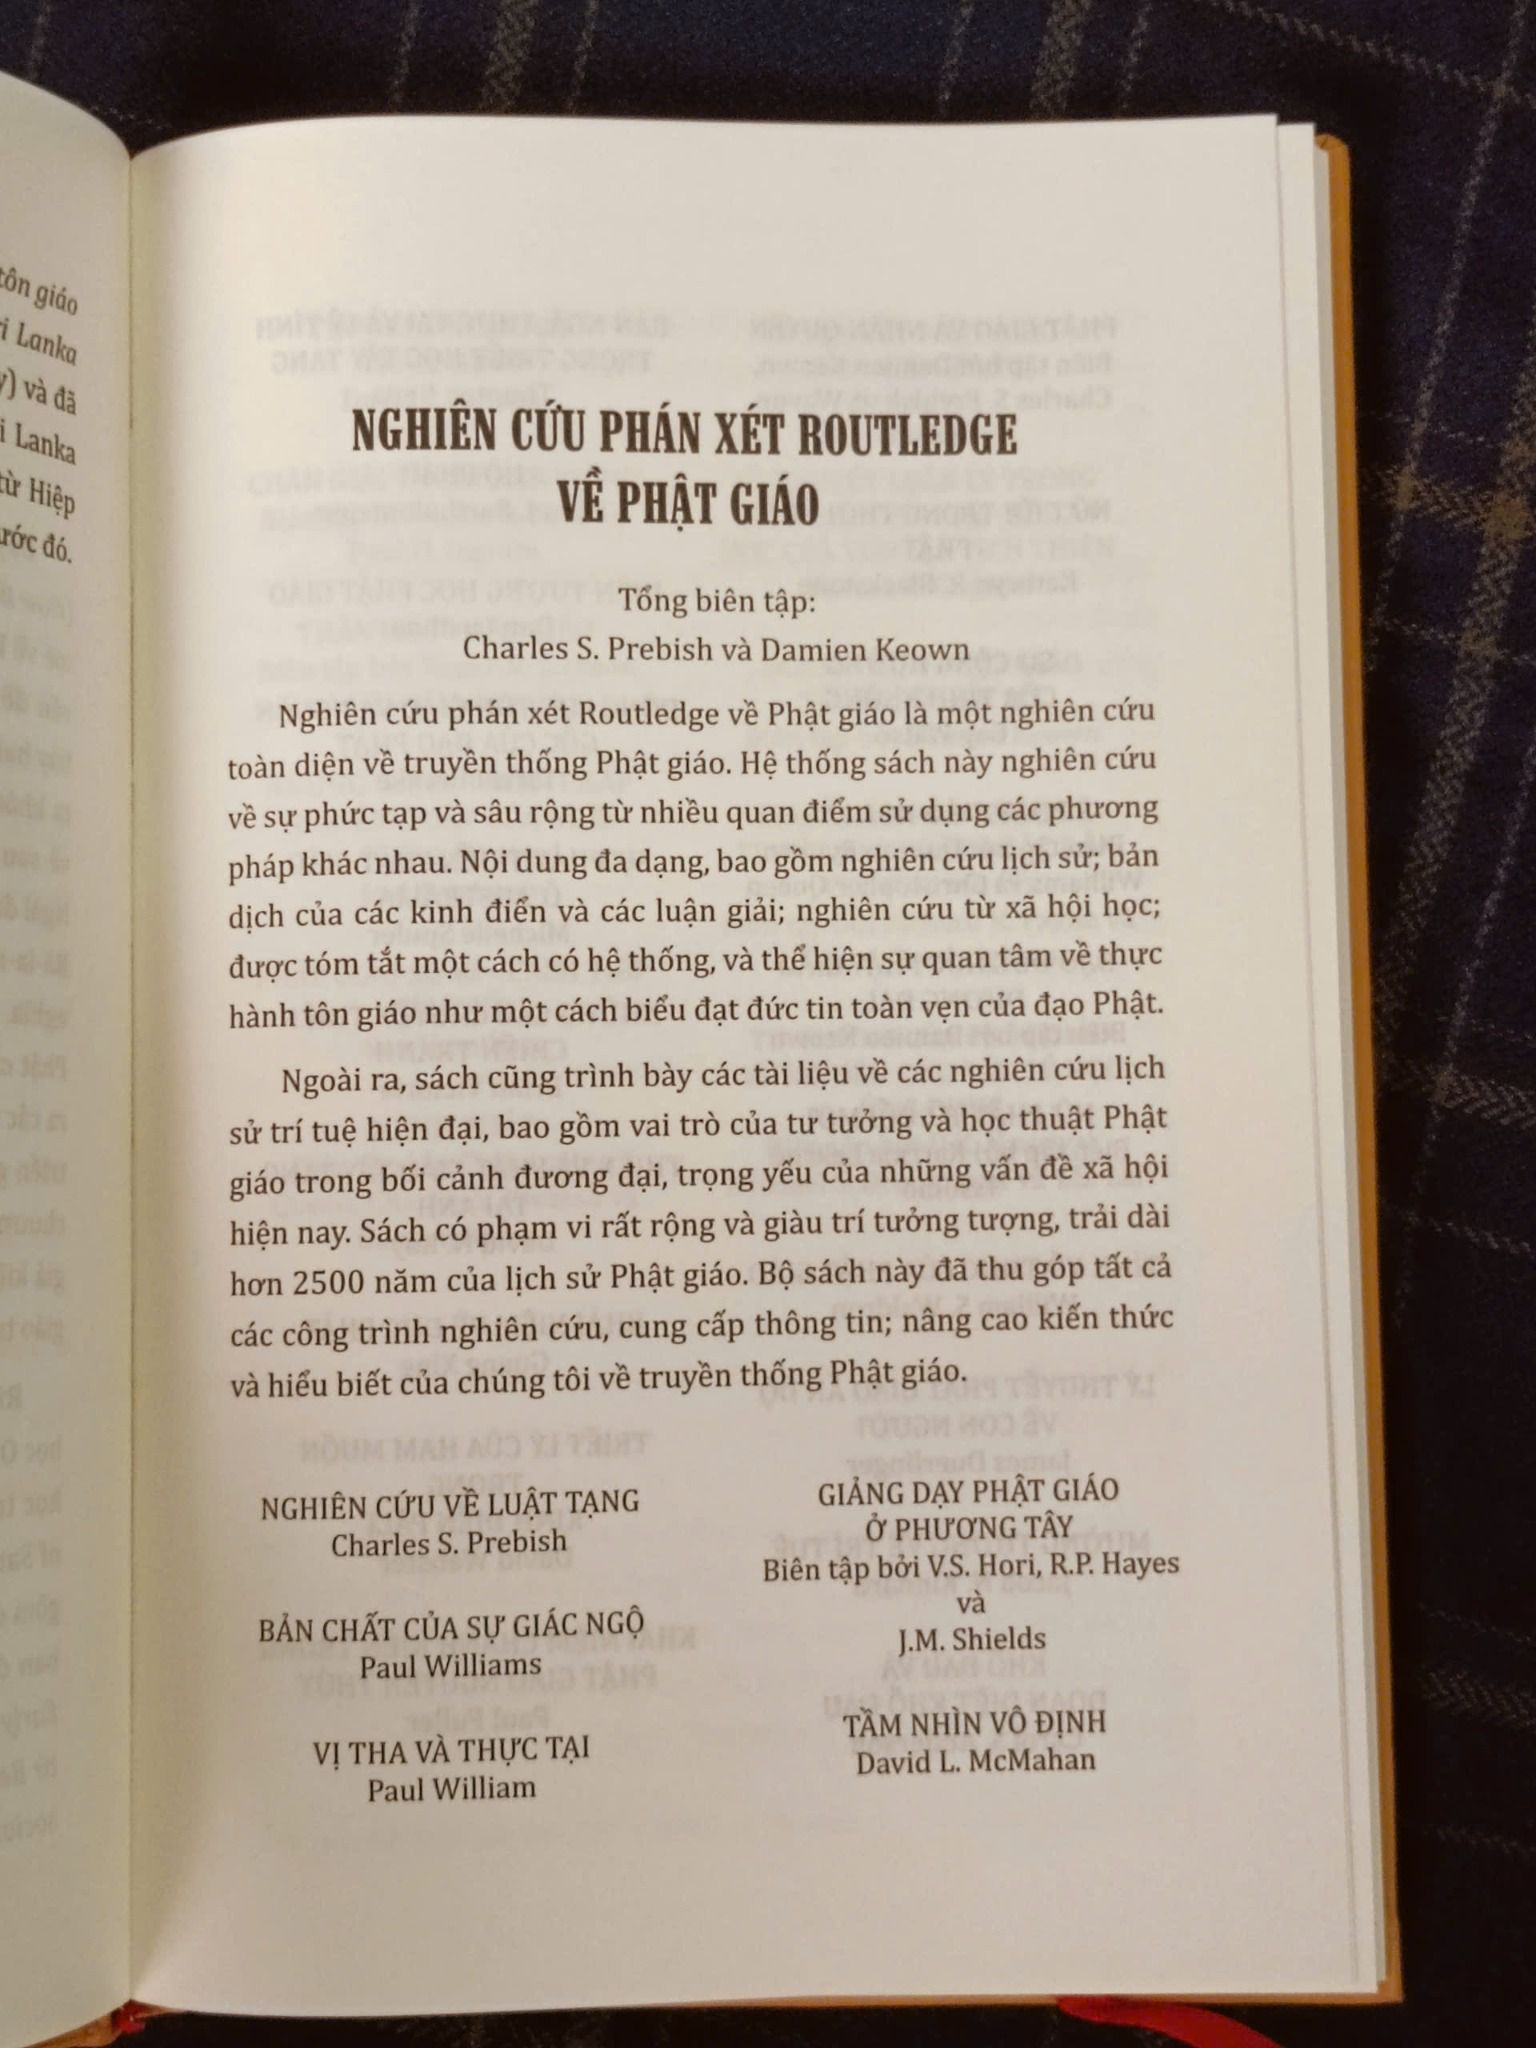 tôn giáo
ri Lanka
y) và đã
i Lanka
từ Hiệp
ước đó.
NGHIÊN CỨU PHÁN XÉT ROUTLEDGE
VỀ PHẬT GIÁO
Tổng biên tập:
Charles S. Prebish và Damien Keown
Nghiên cứu phán xét Routledge về Phật giáo là một nghiên cứu
toàn diện về truyền thống Phật giáo. Hệ thống sách này nghiên cứu
về sự phức tạp và sâu rộng từ nhiều quan điểm sử dụng các phương
pháp khác nhau. Nội dung đa dạng, bao gồm nghiên cứu lịch sử; bản
dịch của các kinh điển và các luận giải; nghiên cứu từ xã hội học;
được tóm tắt một cách có hệ thống, và thể hiện sự quan tâm về thực
hành tôn giáo như một cách biểu đạt đức tin toàn vẹn của đạo Phật.
Ngoài ra, sách cũng trình bày các tài liệu về các nghiên cứu lịch
sử trí tuệ hiện đại, bao gồm vai trò của tư tưởng và học thuật Phật
giáo trong bối cảnh đương đại, trọng yếu của những vấn đề xã hội
hiện nay. Sách có phạm vi rất rộng và giàu trí tưởng tượng, trải dài
hơn 2500 năm của lịch sử Phật giáo. Bộ sách này đã thu góp tất cả
các công trình nghiên cứu, cung cấp thông tin; nâng cao kiến thức
và hiểu biết của chúng tôi về truyền thống Phật giáo.
NGHIÊN CỨU VỀ LUẬT TẠNG
Charles S. Prebish
BẢN CHẤT CỦA SỰ GIÁC NGỘ
Paul Williams
VỊ THA VÀ THỰC TẠI
Paul William
GIẢNG DẠY PHẬT GIÁO
Ở PHƯƠNG TÂY
Biên tập bởi V.S. Hori, R.P. Hayes
và
J.M. Shields
TẦM NHÌN VÔ ĐỊNH
David L. McMahan